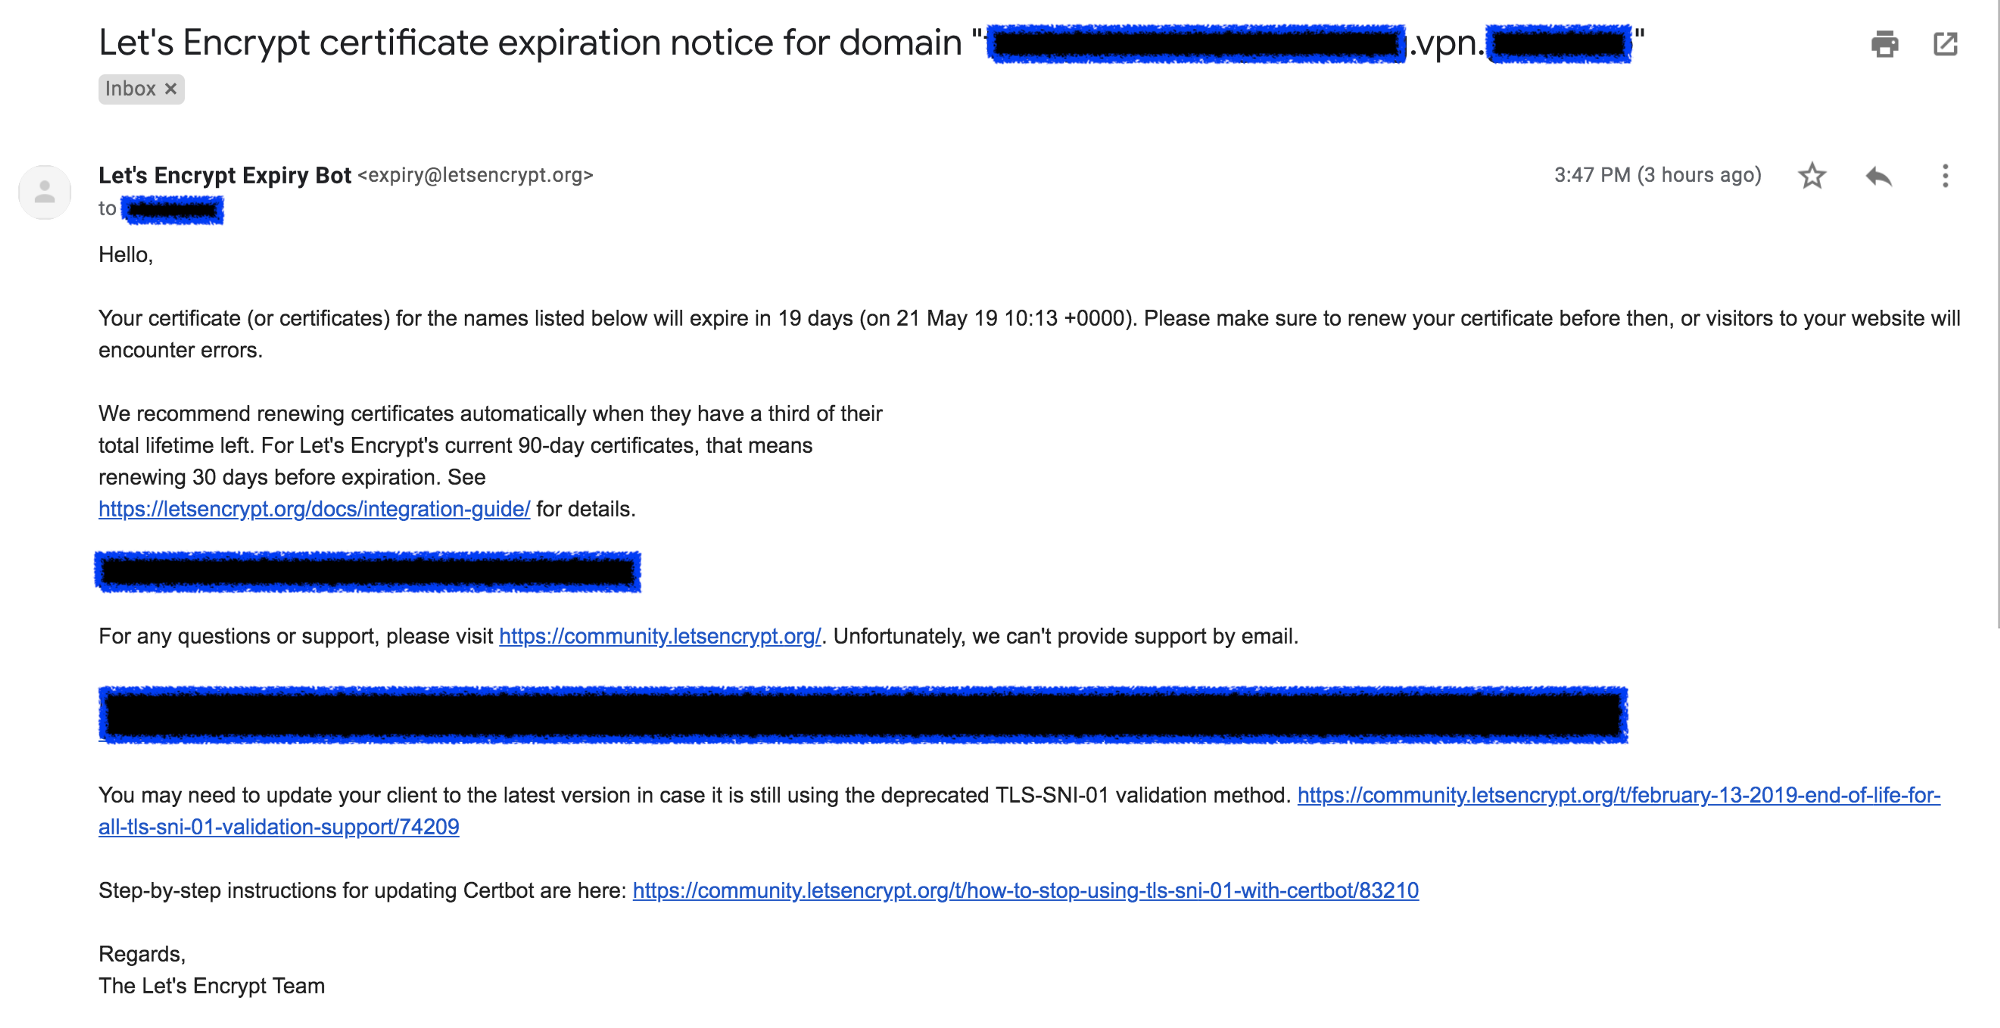 Let's Encrypt certificate expiration notice for domain " .vpn. "
Inbox ×
Let's Encrypt Expiry Bot <expiry@letsencrypt.org> 3:47 PM (3 hours ago)
to
Hello,
Your certificate (or certificates) for the names listed below will expire in 19 days (on 21 May 19 10:13 +0000). Please make sure to renew your certificate before then, or visitors to your website will
encounter errors.
We recommend renewing certificates automatically when they have a third of their
total lifetime left. For Let's Encrypt's current 90-day certificates, that means
renewing 30 days before expiration. See
https://letsencrypt.org/docs/integration-guide/ for details.
For any questions or support, please visit https://community.letsencrypt.org/. Unfortunately, we can't provide support by email.
You may need to update your client to the latest version in case it is still using the deprecated TLS-SNI-01 validation method. https://community.letsencrypt.org/t/february-13-2019-end-of-life-for-
all-tls-sni-01-validation-support/74209
Step-by-step instructions for updating Certbot are here: https://community.letsencrypt.org/t/how-to-stop-using-tls-sni-01-with-certbot/83210
Regards,
The Let's Encrypt Team